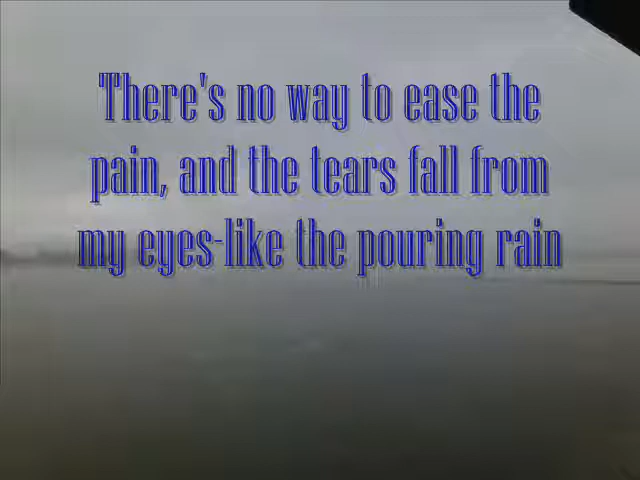 There's no way to ease the
pain, and the tears fall from
my eyes-like the pouring rain